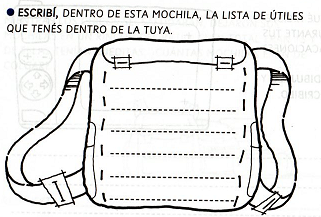 ● ESCRIBÍ, DENTRO DE ESTA MOCHILA, LA LISTA DE ÚTILES
QUE TENÉS DENTRO DE LA TUYA.